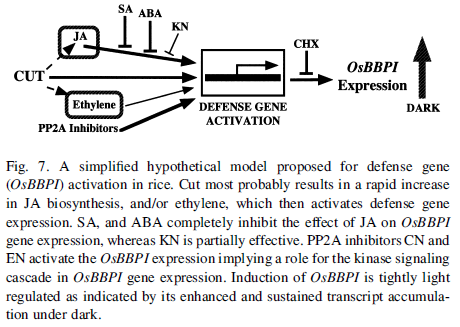 SA
ABA
KN
JA
CHX
CUT
OsBBPI
Expression
Ethylene
DEFENSE GENE
ACTIVATION
DARK
PP2A Inhibitors
Fig. 7. A simplified hypothetical model proposed for defense gene
(OsBBPI) activation in rice. Cut most probably results in a rapid increase
in JA biosynthesis, and/or ethylene, which then activates defense gene
expression. SA, and ABA completely inhibit the effect of JA on OsBBPI
gene expression, whereas KN is partially effective. PP2A inhibitors CN and
EN activate the OsBBPI expression implying a role for the kinase signaling
cascade in OsBBPI gene expression. Induction of OsBBPI is tightly light
regulated as indicated by its enhanced and sustained transcript accumula-
tion under dark.